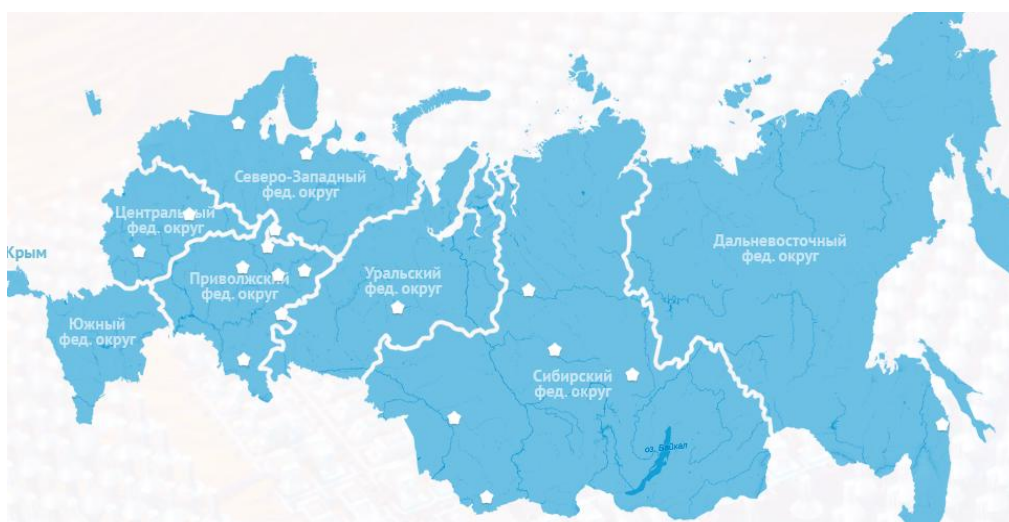 Северо-Западный
фед. округ
Центральный
фед. округ
Крым
Приволжский
фед. округ
Уральский
фед. округ
Дальневосточный
фед. округ
Южный
фед. округ
Сибирский
фед. округ
оз. Байкал